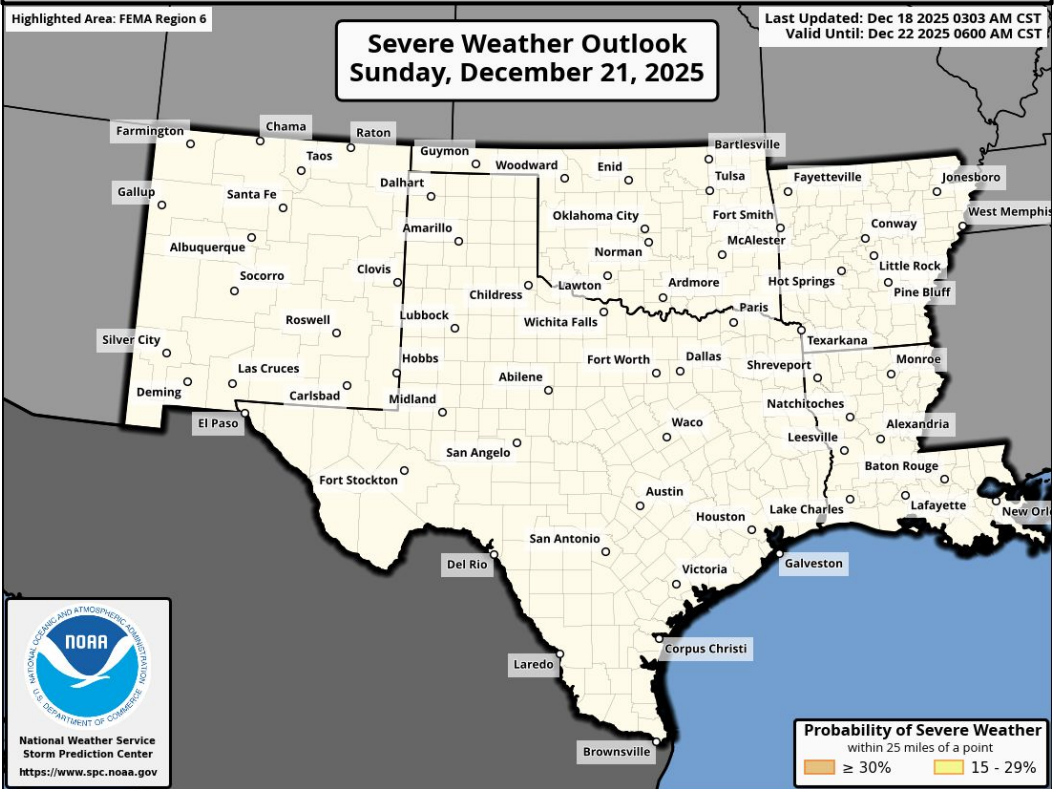 Highlighted Area: FEMA Region 6
Severe Weather Outlook
Sunday, December 21, 2025
Last Updated: Dec 18 2025 0303 AM CST
Valid Until: Dec 22 2025 0600 AM CST
Farmington
Chama
Raton
Taos
Guymon
Woodward
Enid
Bartlesville
Tulsa
Fayetteville
Jonesboro
Gallup
Santa Fe
Dalhart
Oklahoma City
Fort Smith
West Memphis
Albuquerque
Amarillo
Norman
McAlester
Conway
Socorro
Clovis
Childress
Lawton
Ardmore
Hot Springs
Little Rock
Pine Bluff
Roswell
Lubbock
Wichita Falls
Paris
Texarkana
Silver City
Las Cruces
Hobbs
Abilene
Fort Worth
Dallas
Shreveport
Monroe
Deming
Carlsbad
Midland
Natchitoches
El Paso
Waco
Leesville
Alexandria
San Angelo
Fort Stockton
Baton Rouge
Austin
Houston
Lake Charles
Lafayette
New Orl
San Antonio
Del Rio
Victoria
Galveston
Laredo
Corpus Christi
Brownsville
NATIONAL OCEANIC AND ATMOSPHERIC ADMINISTRATION
NOAA
U.S. DEPARTMENT OF COMMERCE
National Weather Service
Storm Prediction Center
https://www.spc.noaa.gov
Probability of Severe Weather
within 25 miles of a point
≥ 30%
15 - 29%